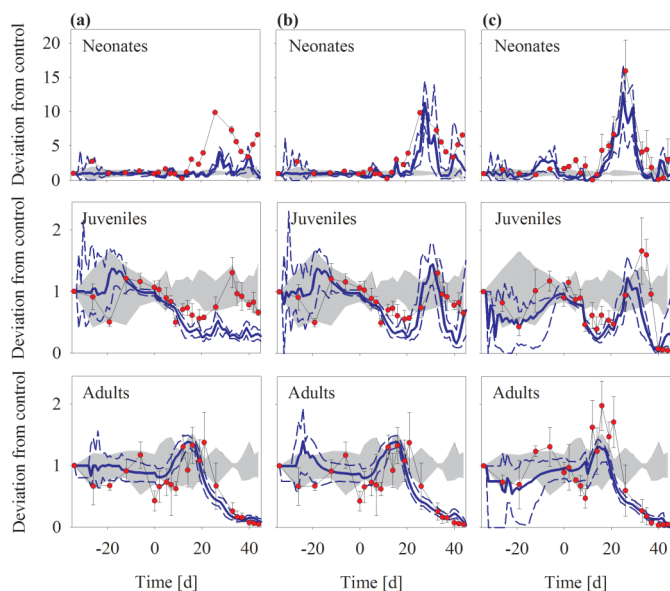 (a) (b) (c)
Deviation from control
20
15
10
5
0
Neonates
Neonates
Neonates
Deviation from control
2
1
0
Juveniles
Juveniles
Juveniles
Deviation from control
2
1
0
Adults
Adults
Adults
-20 0 20 40
-20 0 20 40
-20 0 20 40
Time [d] Time [d] Time [d]